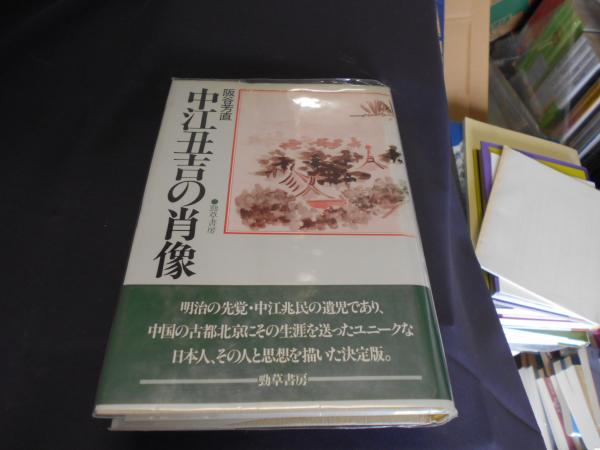 阪谷芳直
中江丑吉の肖像
●勁草書房
明治の先覚・中江兆民の遺児であり、
中国の古都北京にその生涯を送ったユニークな
日本人、その人と思想を描いた決定版。
勁草書房